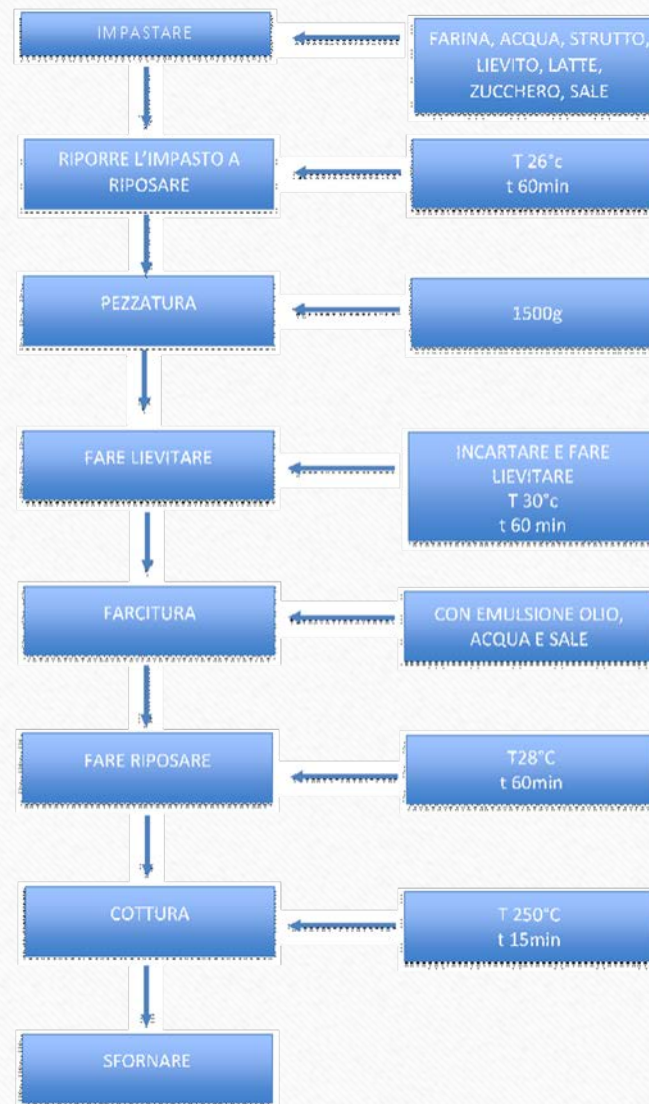 IMPASTARE
FARINA, ACQUA, STRUTTO,
LIEVITO, LATTE,
ZUCCHERO, SALE
RIPORRE L'IMPASTO A
RIPOSARE
T 26°c
t 60min
PEZZATURA
1500g
FARE LIEVITARE
INCARTARE E FARE
LIEVITARE
T 30°c
t 60 min
FARCITURA
CON EMULSIONE OLIO,
ACQUA E SALE
FARE RIPOSARE
T28°C
t 60min
COTTURA
T 250°C
t 15min
SFORNARE